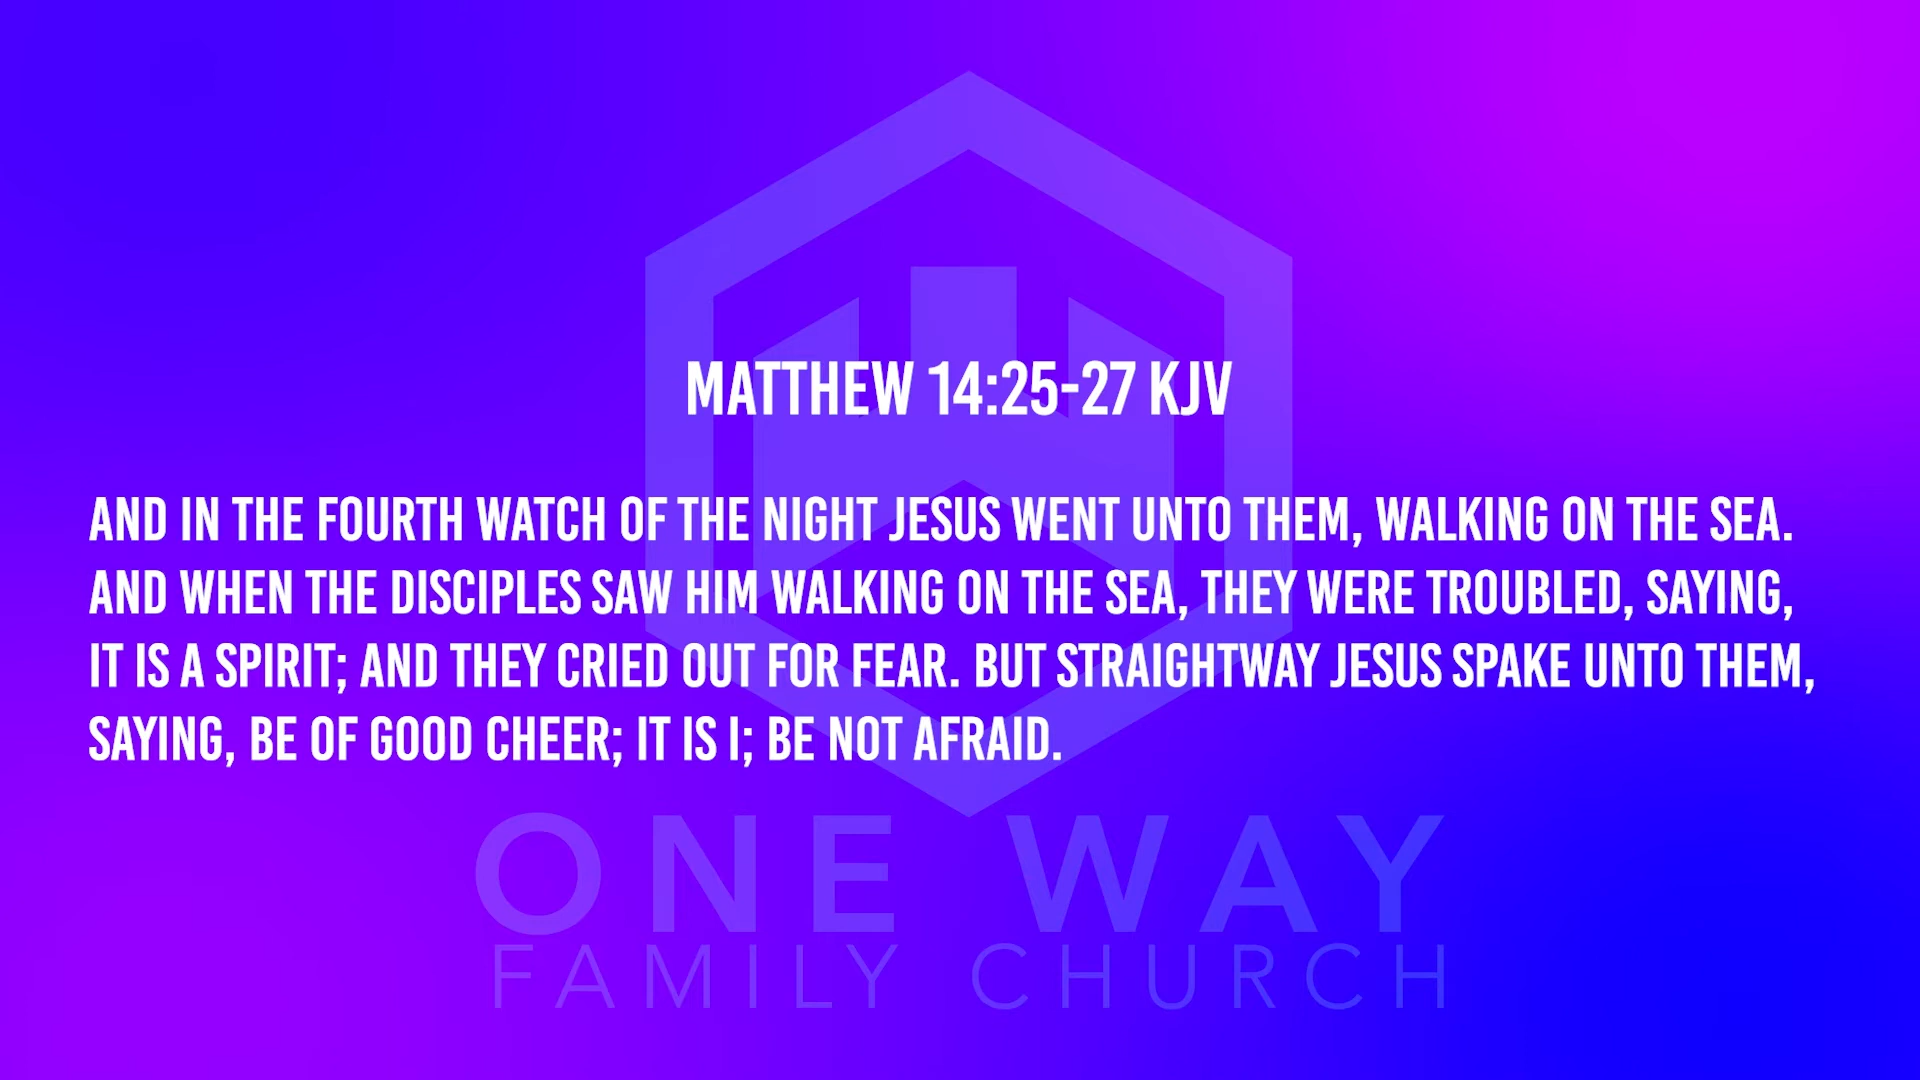 MATTHEW 14:25-27 KJV
AND IN THE FOURTH WATCH OF THE NIGHT JESUS WENT UNTO THEM, WALKING ON THE SEA.
AND WHEN THE DISCIPLES SAW HIM WALKING ON THE SEA, THEY WERE TROUBLED, SAYING,
IT IS A SPIRIT; AND THEY CRIED OUT FOR FEAR. BUT STRAIGHTWAY JESUS SPAKE UNTO THEM,
SAYING, BE OF GOOD CHEER; IT IS I; BE NOT AFRAID.
ONE WAY
FAMILY CHURCH